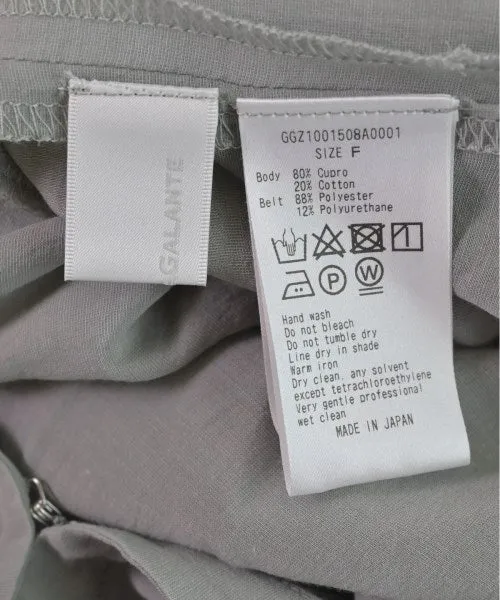 GALANTE
GGZ1001508A0001
SIZE F
Body 80% Cupro
20% Cotton
Belt 88% Polyester
12% Polyurethane
P W
Hand wash
Do not bleach
Do not tumble dry
Line dry in shade
Warm iron
Dry clean, any solvent
except tetrachloroethylene
Very gentle professional
wet clean
MADE IN JAPAN